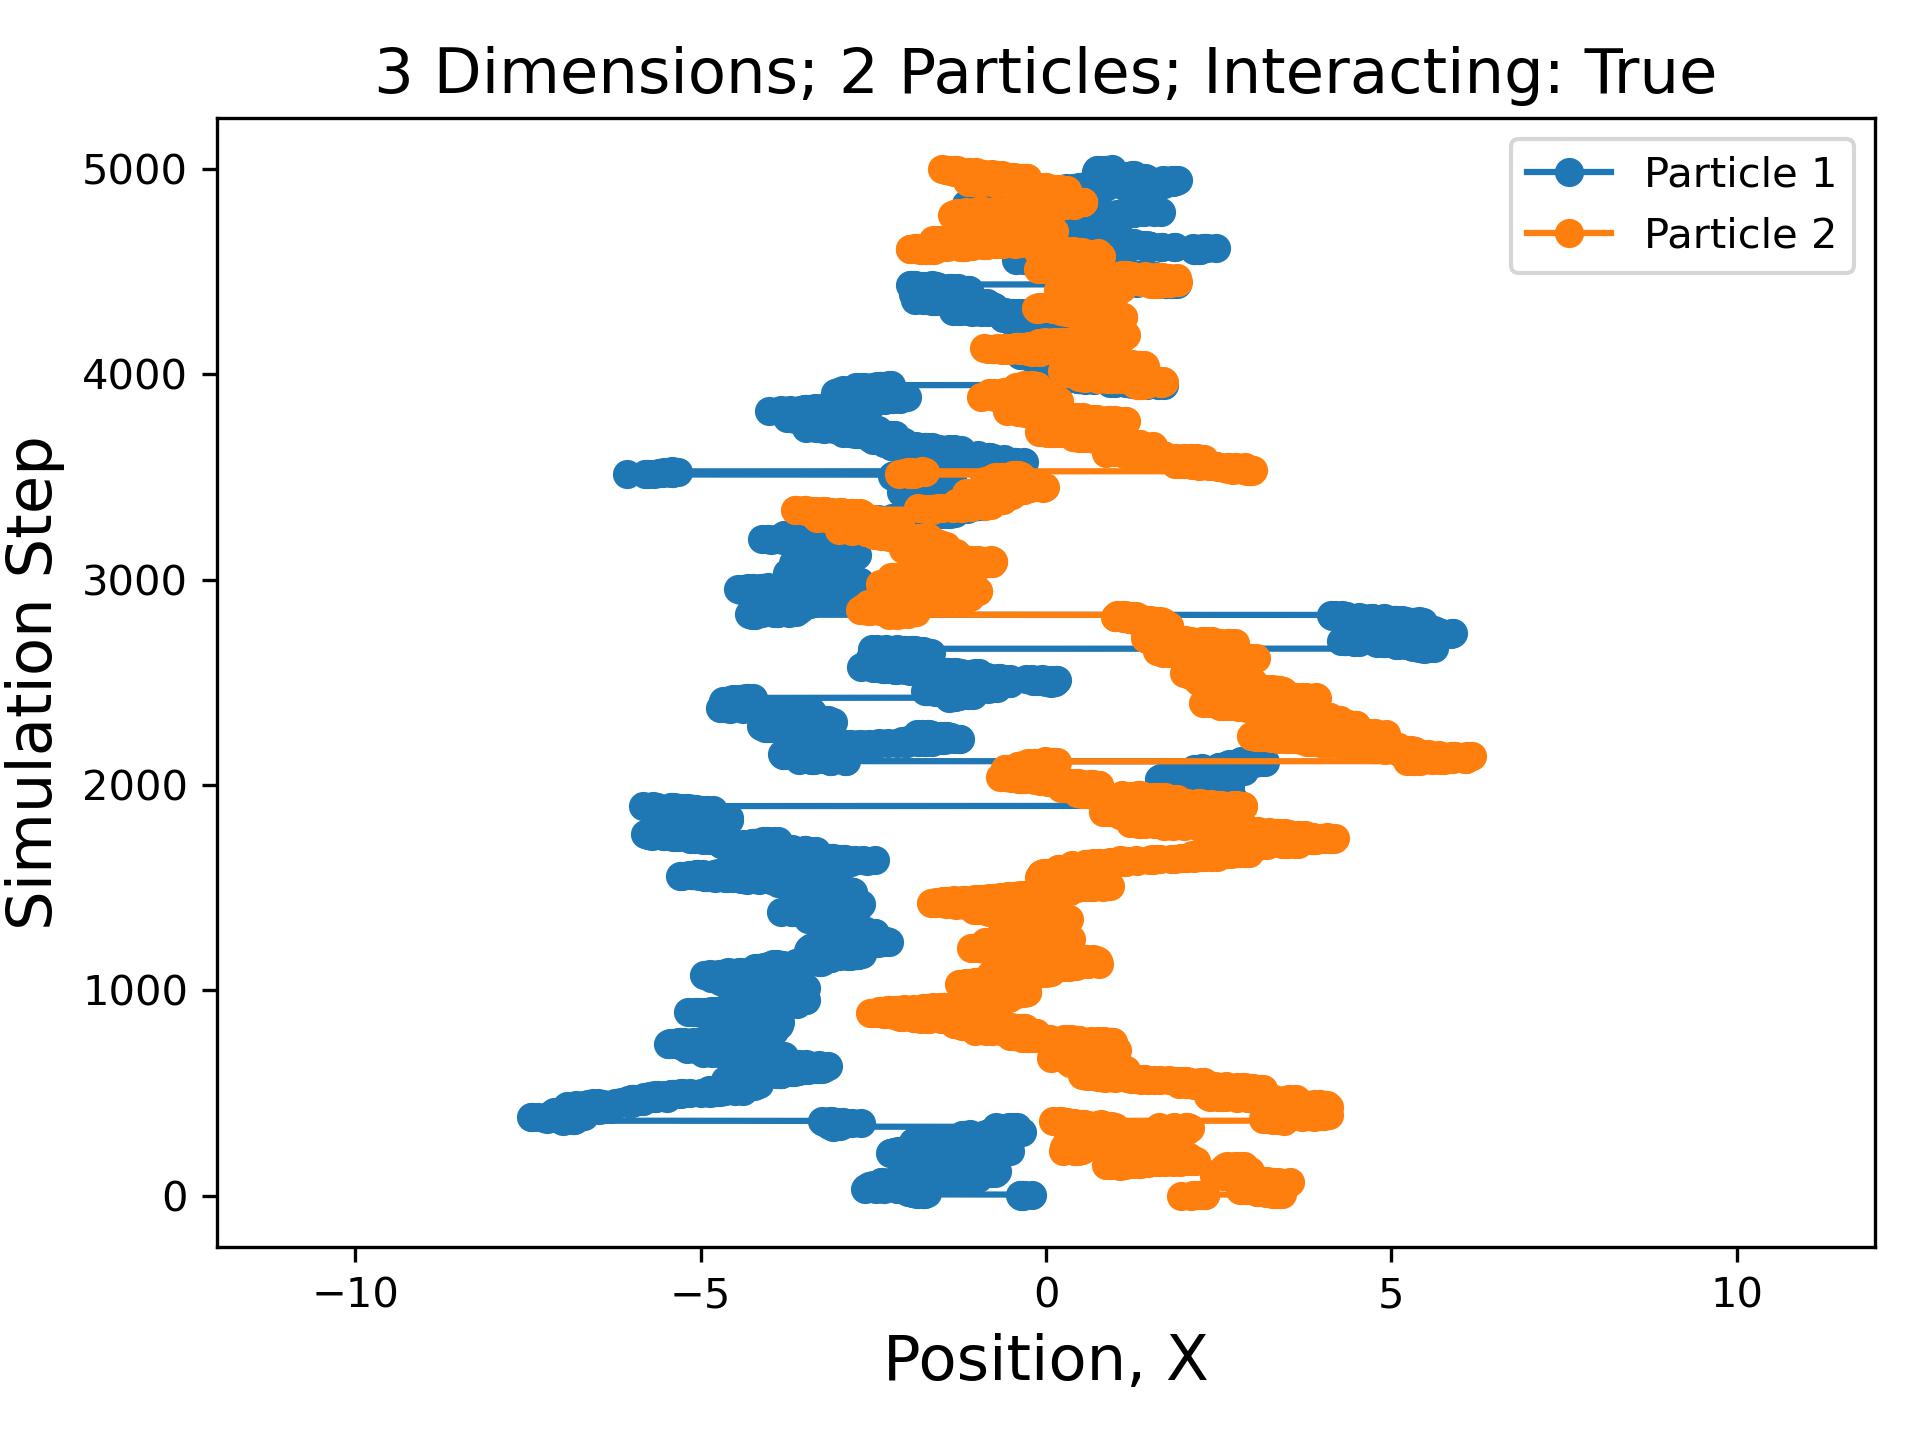 3 Dimensions; 2 Particles; Interacting: True
Particle 1
Particle 2
5000
4000
3000
2000
1000
0
Simulation Step
−10 −5 0 5 10
Position, X